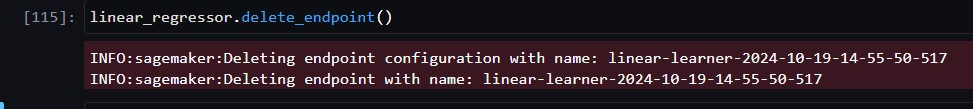 [115]: linear_regressor.delete_endpoint()
INFO:sagemaker:Deleting endpoint configuration with name: linear-learner-2024-10-19-14-55-50-517
INFO:sagemaker:Deleting endpoint with name: linear-learner-2024-10-19-14-55-50-517